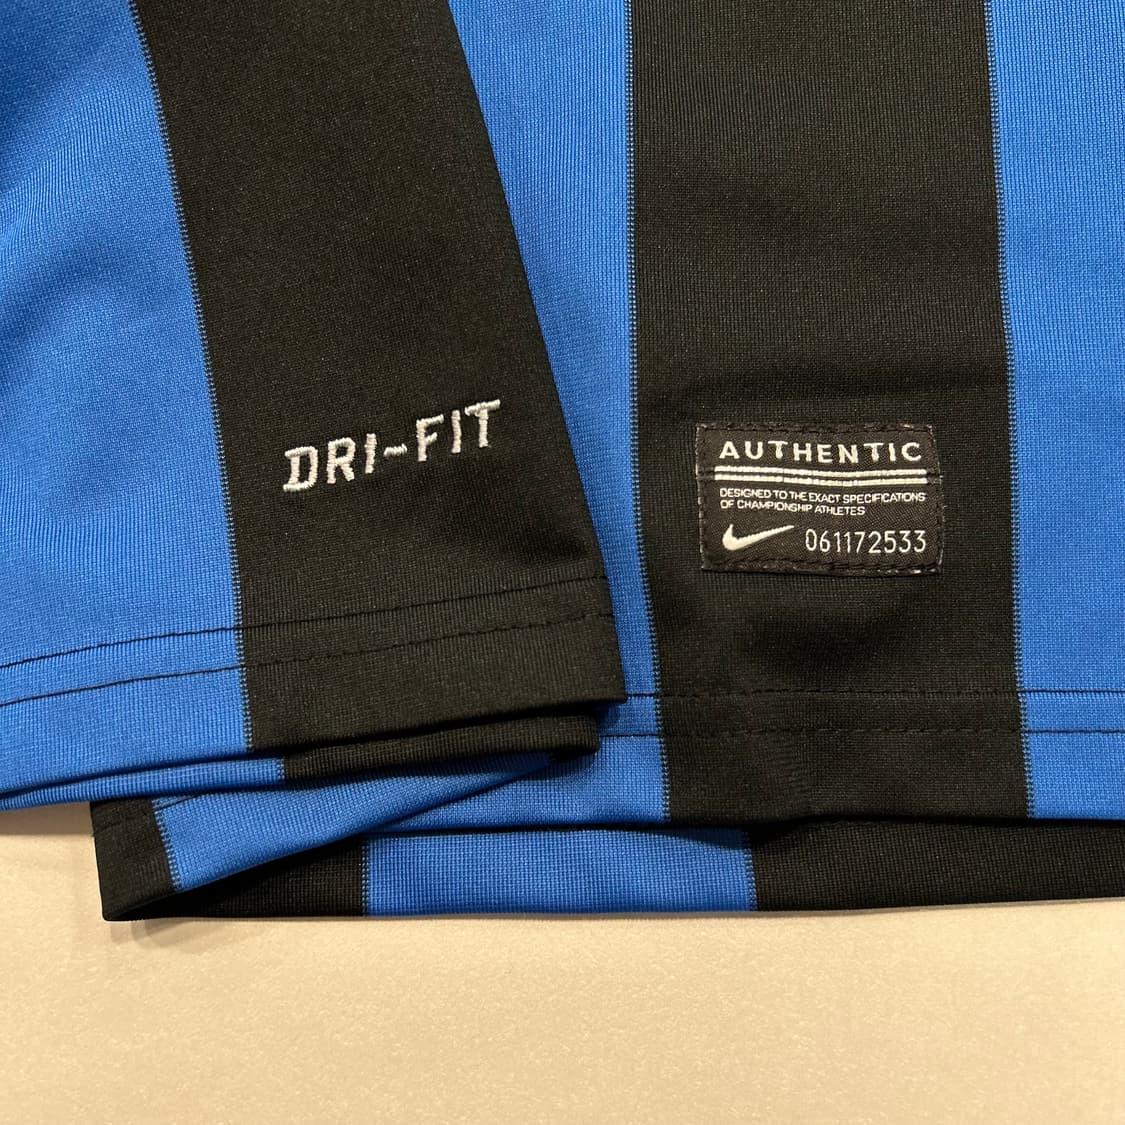 DRI-FIT
AUTHENTIC
DESIGNED TO THE EXACT SPECIFICATIONS
OF CHAMPIONSHIP ATHLETES
061172533